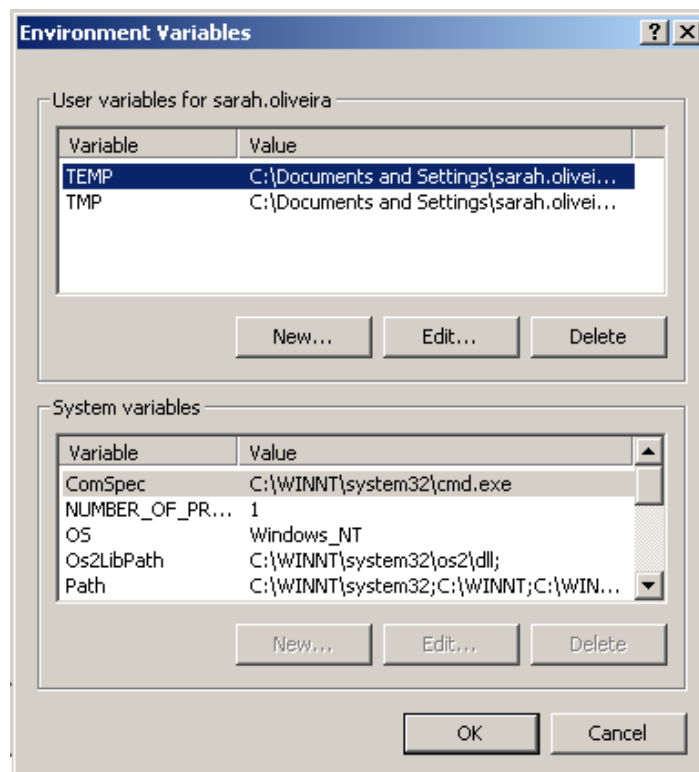 Environment Variables
User variables for sarah.oliveira
Variable Value
TEMP C:\Documents and Settings\sarah.olivei...
TMP C:\Documents and Settings\sarah.olivei...
New... Edit... Delete
System variables
Variable Value
ComSpec C:\WINNT\system32\cmd.exe
NUMBER_OF_PR... 1
OS Windows_NT
Os2LibPath C:\WINNT\system32\os2\dll;
Path C:\WINNT\system32;C:\WINNT;C:\WIN...
New... Edit... Delete
OK Cancel